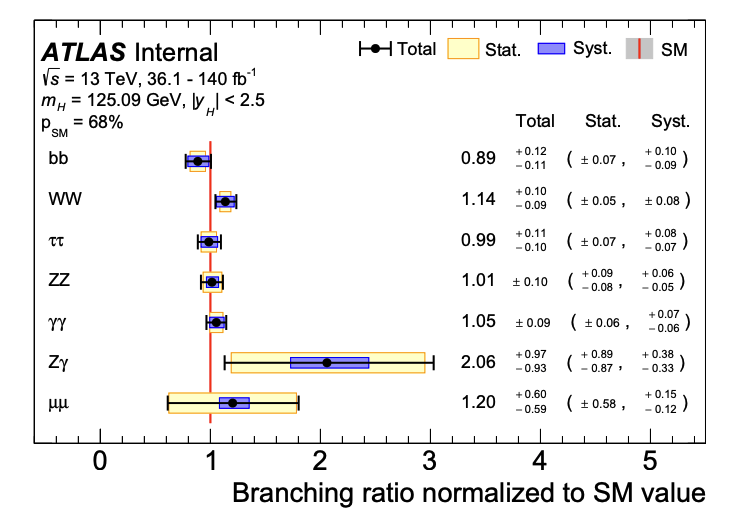 ATLAS Internal
Total Stat. Syst. SM
√s = 13 TeV, 36.1 - 140 fb⁻¹
m_H = 125.09 GeV, |y_H| < 2.5
p_SM = 68%
Total Stat. Syst.
bb 0.89 +0.12 −0.11 ( ± 0.07 , +0.10 −0.09 )
WW 1.14 +0.10 −0.09 ( ± 0.05 , ± 0.08 )
ττ 0.99 +0.11 −0.10 ( ± 0.07 , +0.08 −0.07 )
ZZ 1.01 ± 0.10 ( +0.09 −0.08 , +0.06 −0.05 )
γγ 1.05 ± 0.09 ( ± 0.06 , +0.07 −0.06 )
Zγ 2.06 +0.97 −0.93 ( +0.89 −0.87 , +0.38 −0.33 )
μμ 1.20 +0.60 −0.59 ( ± 0.58 , +0.15 −0.12 )
0 1 2 3 4 5
Branching ratio normalized to SM value